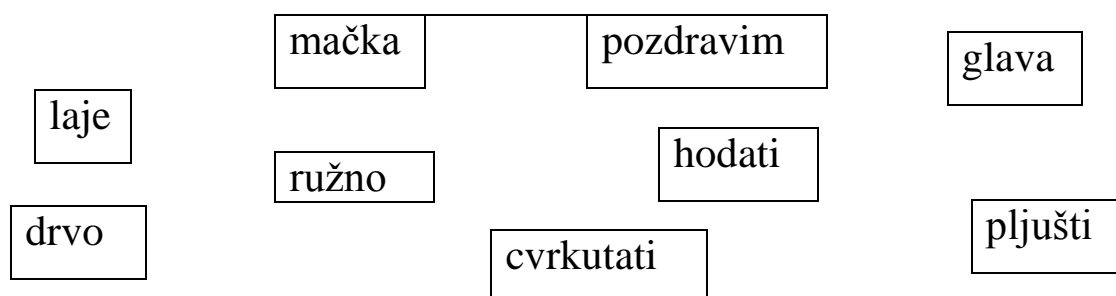 mačka
pozdravim
glava
laje
hodati
ružno
drvo
pljušti
cvrkutati